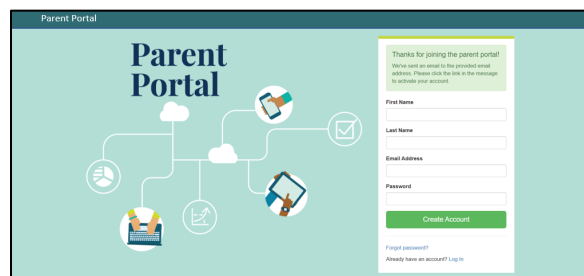 Parent Portal
Parent
Portal
Thanks for joining the parent portal!
We've sent an email to the provided email
address. Please click the link in the message
to activate your account.
First Name
Last Name
Email Address
Password
Create Account
Forgot password?
Already have an account? Log in